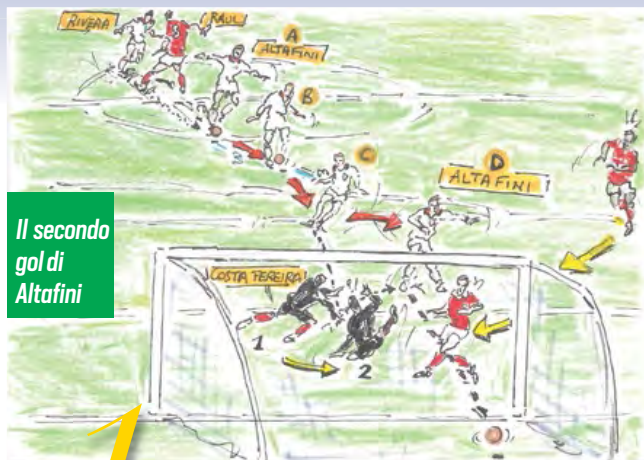 RIVERA
RAUL
A
ALTAFINI
B
C
D
ALTAFINI
Il secondo
gol di
Altafini
COSTA PEREIRA
1
2